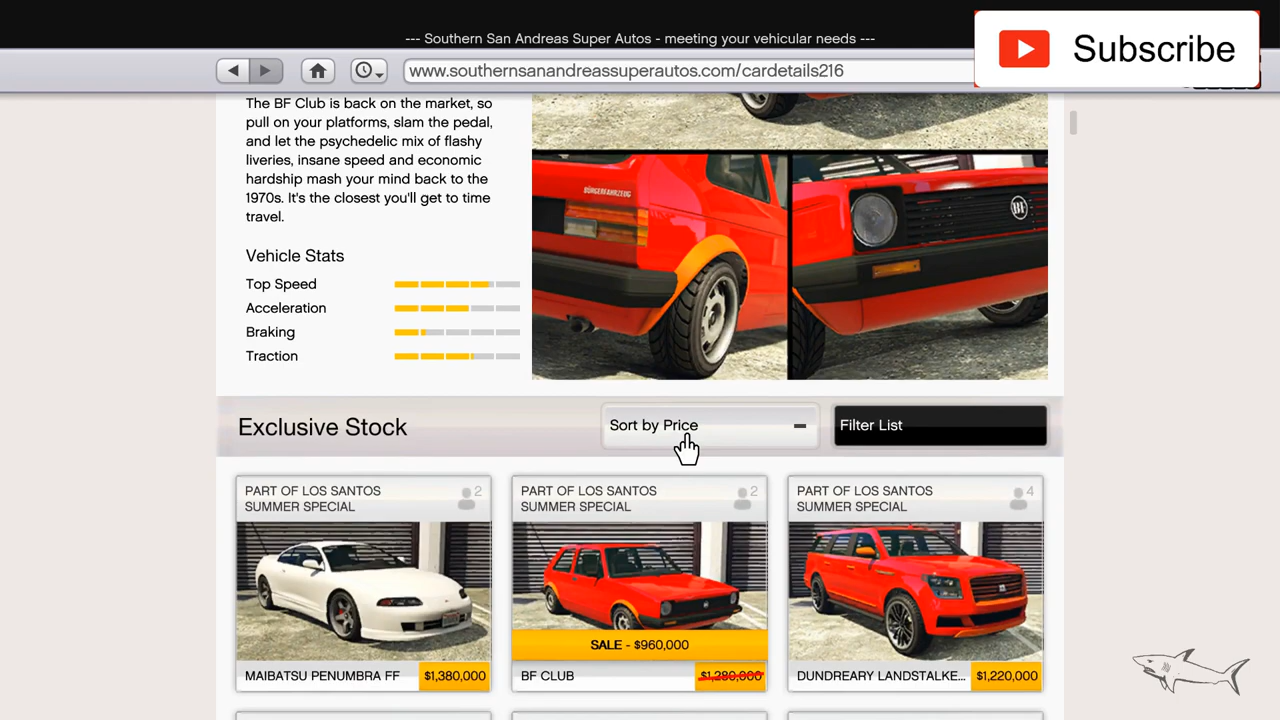 --- Southern San Andreas Super Autos - meeting your vehicular needs ---
Subscribe
www.southernsanandreassuperautos.com/cardetails216
The BF Club is back on the market, so
pull on your platforms, slam the pedal,
and let the psychedelic mix of flashy
liveries, insane speed and economic
hardship mash your mind back to the
1970s. It's the closest you'll get to time
travel.
BÜRGERFAHRZEUG
BF
Vehicle Stats
Top Speed
Acceleration
Braking
Traction
Exclusive Stock
Sort by Price
Filter List
PART OF LOS SANTOS
SUMMER SPECIAL
2
PART OF LOS SANTOS
SUMMER SPECIAL
2
PART OF LOS SANTOS
SUMMER SPECIAL
4
SALE - $960,000
MAIBATSU PENUMBRA FF
$1,380,000
BF CLUB
$1,280,000
DUNDREARY LANDSTALKE...
$1,220,000